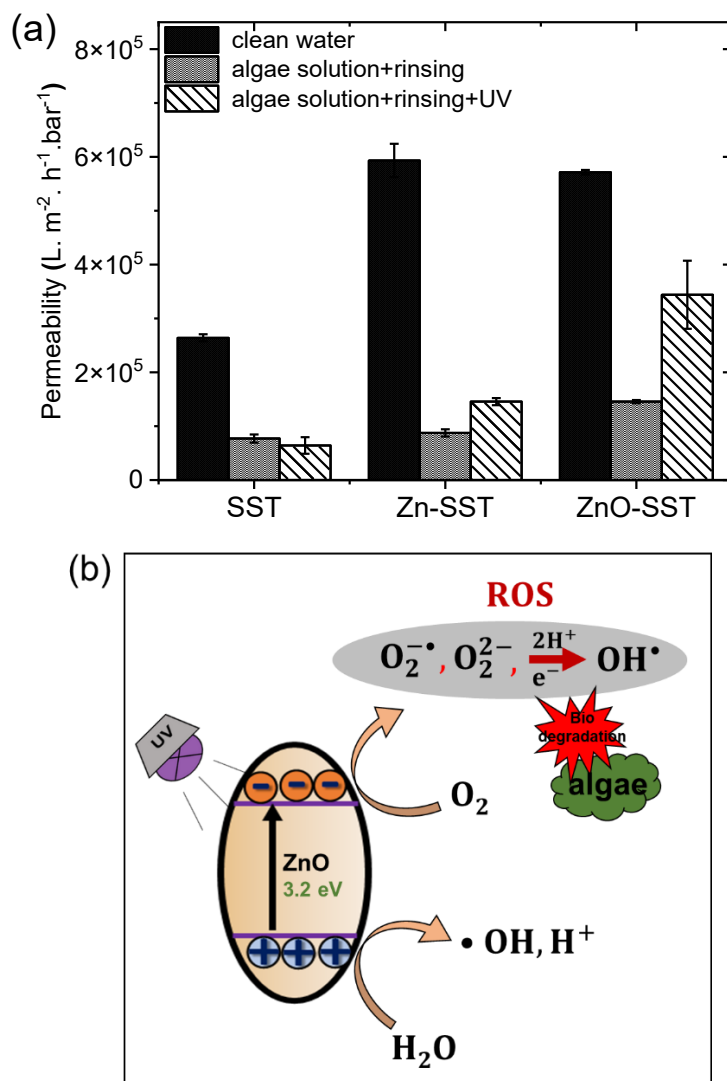 (a)
8×10⁵
6×10⁵
4×10⁵
2×10⁵
0
Permeability (L. m⁻². h⁻¹.bar⁻¹)
clean water
algae solution+rinsing
algae solution+rinsing+UV
SST Zn-SST ZnO-SST
(b)
ROS
O₂⁻•, O₂²⁻, 2H⁺ e⁻ OH•
Bio
degradation
algae
UV
O₂
ZnO
3.2 eV
• OH, H⁺
H₂O